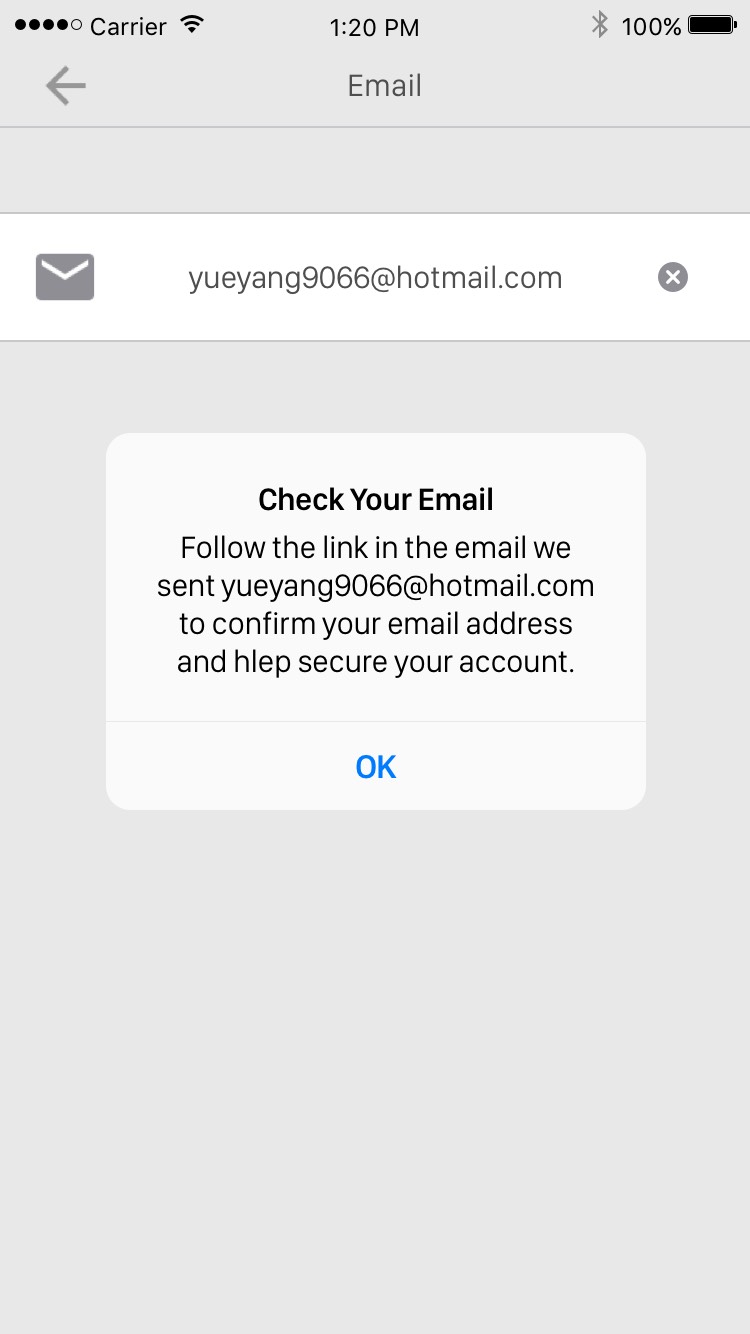 Carrier 1:20 PM 100%
Email
yueyang9066@hotmail.com
Check Your Email
Follow the link in the email we
sent yueyang9066@hotmail.com
to confirm your email address
and hlep secure your account.
OK